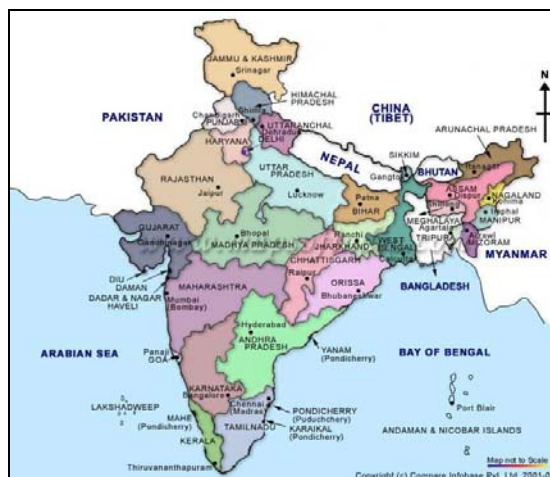 JAMMU & KASHMIR
Srinagar
HIMACHAL
PRADESH
Shimla
PAKISTAN
Chandigarh
PUNJAB
CHINA
(TIBET)
N
UTTARANCHAL
Dehradun
DELHI
ARUNACHAL PRADESH
HARYANA
NEPAL
SIKKIM
BHUTAN
Itanagar
Gangtok
RAJASTHAN
UTTAR
PRADESH
ASSAM
Dispur
NAGALAND
Kohima
Jaipur
Lucknow
Patna
BIHAR
Shillong
MEGHALAYA
Imphal
MANIPUR
GUJARAT
Gandhinagar
Bhopal
MADHYA PRADESH
Ranchi
JHARKHAND
WEST
BENGAL
Agartala
TRIPURA
Aizwl
MIZORAM
CHHATTISGARH
Raipur
MYANMAR
DIU
DAMAN
DADAR & NAGAR
HAVELI
MAHARASHTRA
Mumbai
(Bombay)
ORISSA
Bhubaneshwar
BANGLADESH
Hyderabad
ANDHRA
PRADESH
ARABIAN SEA
Panaji
GOA
YANAM
(Pondicherry)
BAY OF BENGAL
KARNATAKA
Bangalore
Chennai
(Madras)
LAKSHADWEEP
MAHE
(Pondicherry)
PONDICHERRY
(Puduchchery)
TAMILNADU
KARAIKAL
(Pondicherry)
Port Blair
ANDAMAN & NICOBAR ISLANDS
KERALA
Thiruvananthapuram
Map not to Scale
Copyright (c) Compare Infobase Pvt. Ltd. 2001-0